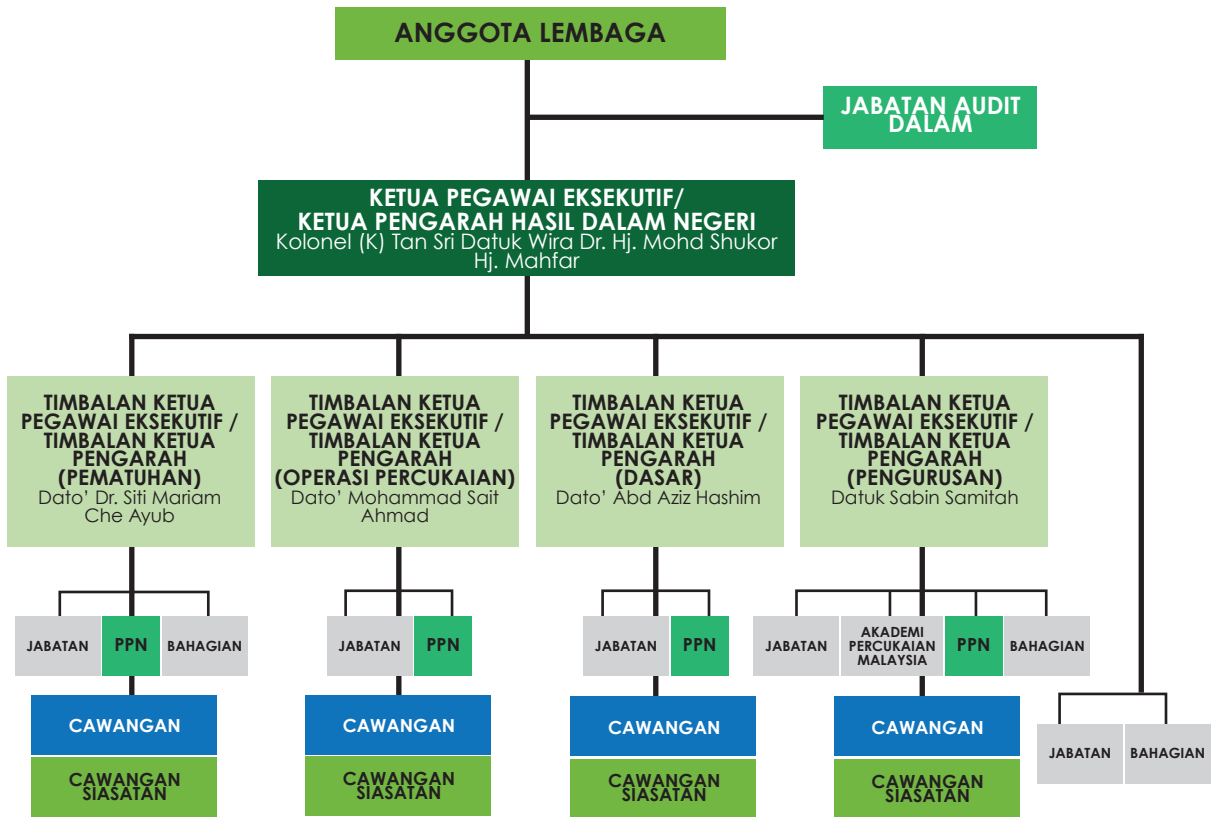 ANGGOTA LEMBAGA
JABATAN AUDIT
DALAM
KETUA PEGAWAI EKSEKUTIF/
KETUA PENGARAH HASIL DALAM NEGERI
Kolonel (K) Tan Sri Datuk Wira Dr. Hj. Mohd Shukor
Hj. Mahfar
TIMBALAN KETUA
PEGAWAI EKSEKUTIF /
TIMBALAN KETUA
PENGARAH
(PEMATUHAN)
Dato' Dr. Siti Mariam
Che Ayub
TIMBALAN KETUA
PEGAWAI EKSEKUTIF /
TIMBALAN KETUA
PENGARAH
(OPERASI PERCUKAIAN)
Dato' Mohammad Sait
Ahmad
TIMBALAN KETUA
PEGAWAI EKSEKUTIF /
TIMBALAN KETUA
PENGARAH
(DASAR)
Dato' Abd Aziz Hashim
TIMBALAN KETUA
PEGAWAI EKSEKUTIF /
TIMBALAN KETUA
PENGARAH
(PENGURUSAN)
Datuk Sabin Samitah
JABATAN
PPN
BAHAGIAN
JABATAN
PPN
JABATAN
PPN
JABATAN
AKADEMI
PERCUKAIAN
MALAYSIA
PPN
BAHAGIAN
CAWANGAN
CAWANGAN
SIASATAN
CAWANGAN
CAWANGAN
SIASATAN
CAWANGAN
CAWANGAN
SIASATAN
CAWANGAN
CAWANGAN
SIASATAN
JABATAN
BAHAGIAN